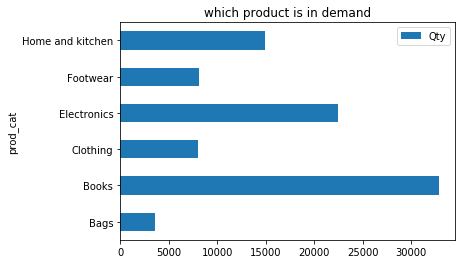 which product is in demand
Qty
prod_cat
Home and kitchen
Footwear
Electronics
Clothing
Books
Bags
0 5000 10000 15000 20000 25000 30000